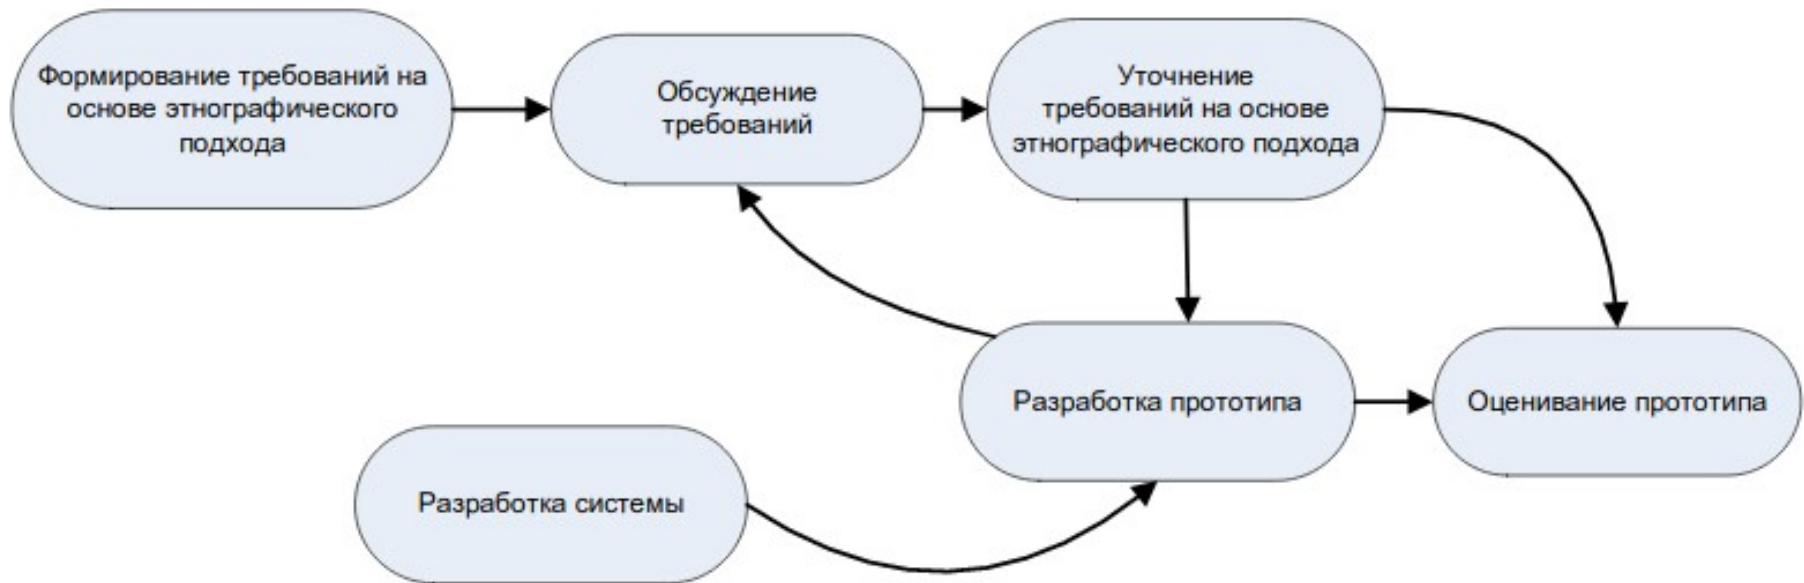 Формирование требований на
основе этнографического
подхода
Обсуждение
требований
Уточнение
требований на основе
этнографического подхода
Разработка прототипа
Оценивание прототипа
Разработка системы